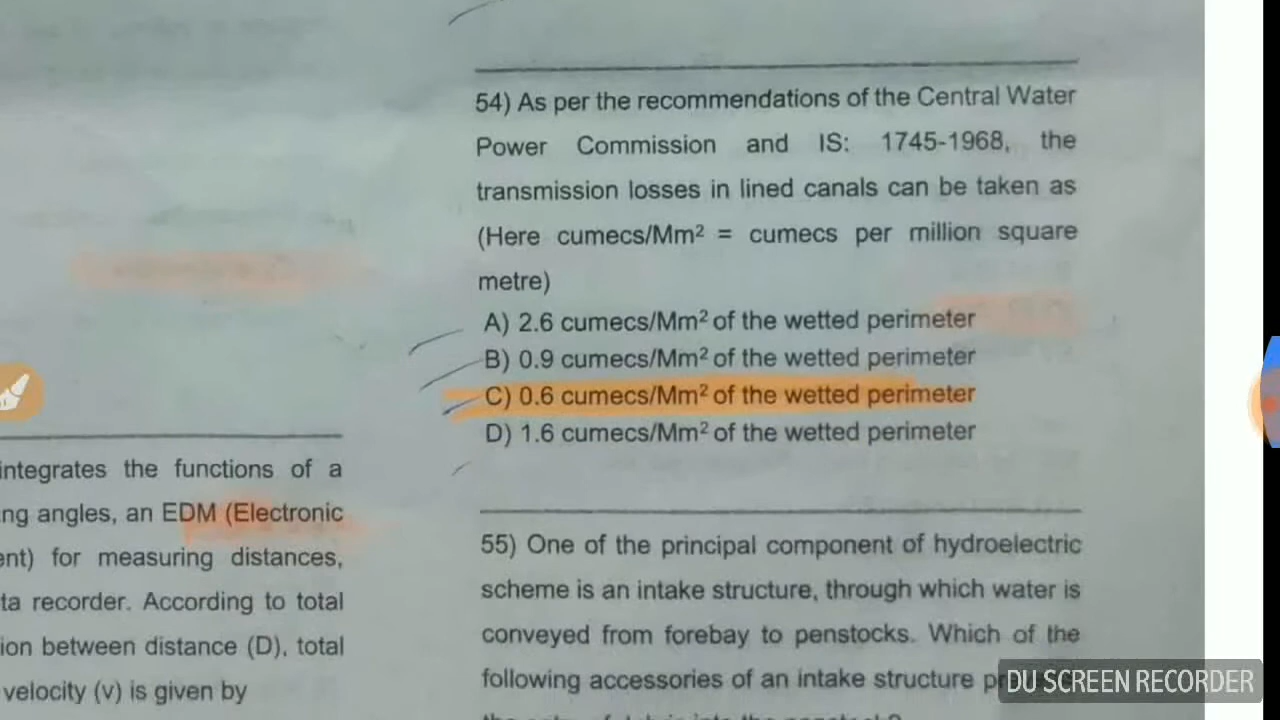 54) As per the recommendations of the Central Water
Power Commission and IS: 1745-1968, the
transmission losses in lined canals can be taken as
(Here cumecs/Mm² = cumecs per million square
metre)
A) 2.6 cumecs/Mm² of the wetted perimeter
B) 0.9 cumecs/Mm² of the wetted perimeter
C) 0.6 cumecs/Mm² of the wetted perimeter
D) 1.6 cumecs/Mm² of the wetted perimeter
integrates the functions of a
ng angles, an EDM (Electronic
ent) for measuring distances,
ta recorder. According to total
ion between distance (D), total
velocity (v) is given by
55) One of the principal component of hydroelectric
scheme is an intake structure, through which water is
conveyed from forebay to penstocks. Which of the
following accessories of an intake structure
DU SCREEN RECORDER